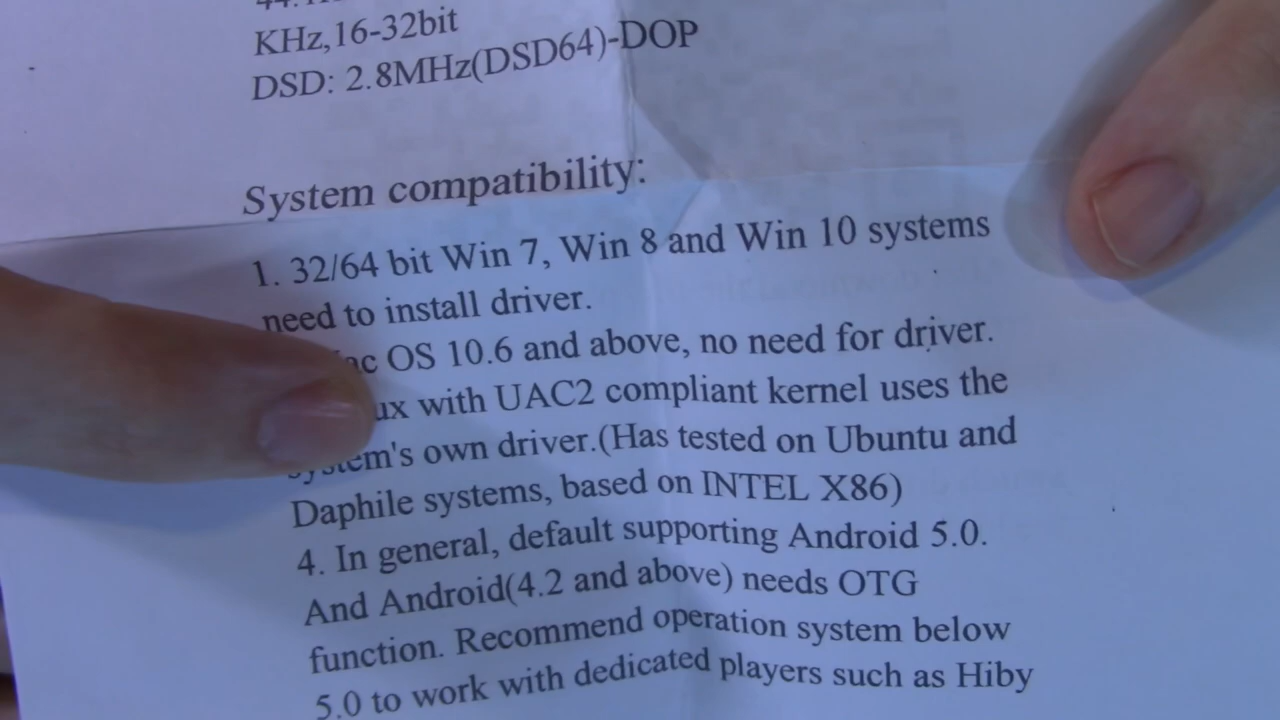 KHz,16-32bit
DSD: 2.8MHz(DSD64)-DOP
System compatibility:
1. 32/64 bit Win 7, Win 8 and Win 10 systems
need to install driver.
OS 10.6 and above, no need for driver.
with UAC2 compliant kernel uses the
system's own driver.(Has tested on Ubuntu and
Daphile systems, based on INTEL X86)
4. In general, default supporting Android 5.0.
And Android(4.2 and above) needs OTG
function. Recommend operation system below
5.0 to work with dedicated players such as Hiby